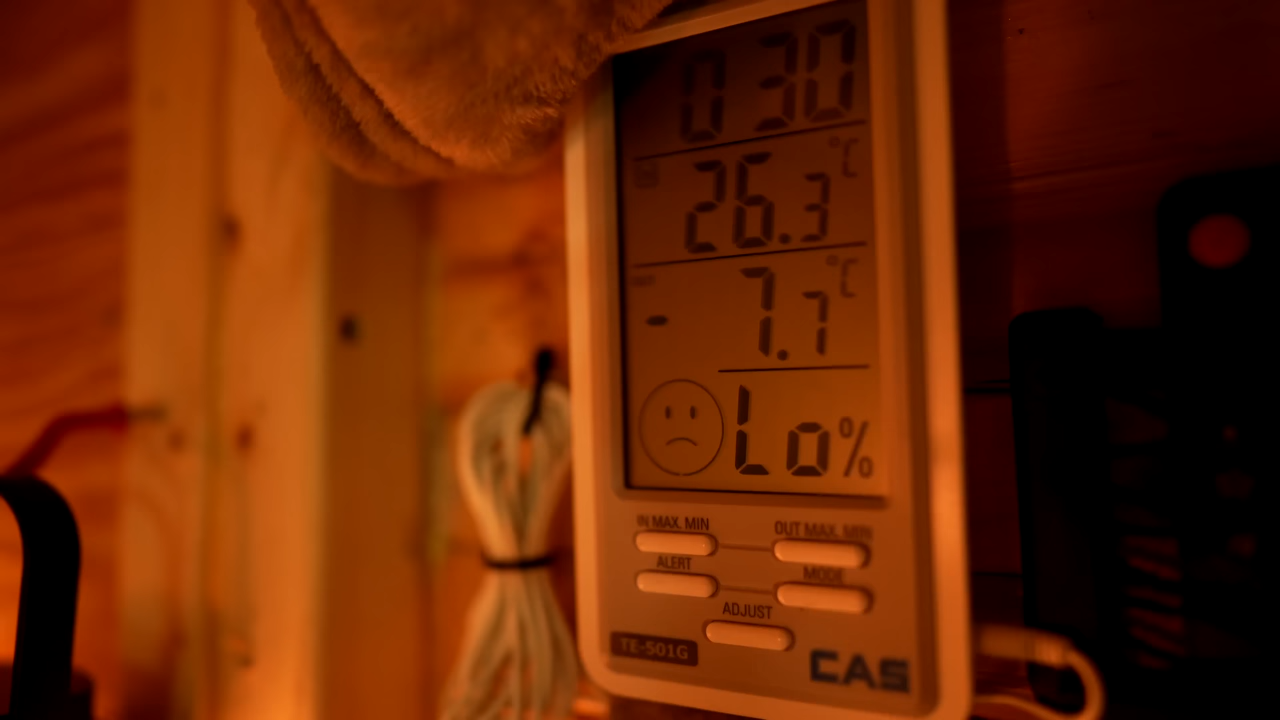 0 30
26.3 °C
-7.7 °C
Lo %
IN MAX. MIN OUT MAX. MIN
ALERT MODE
ADJUST
TE-501G
CAS